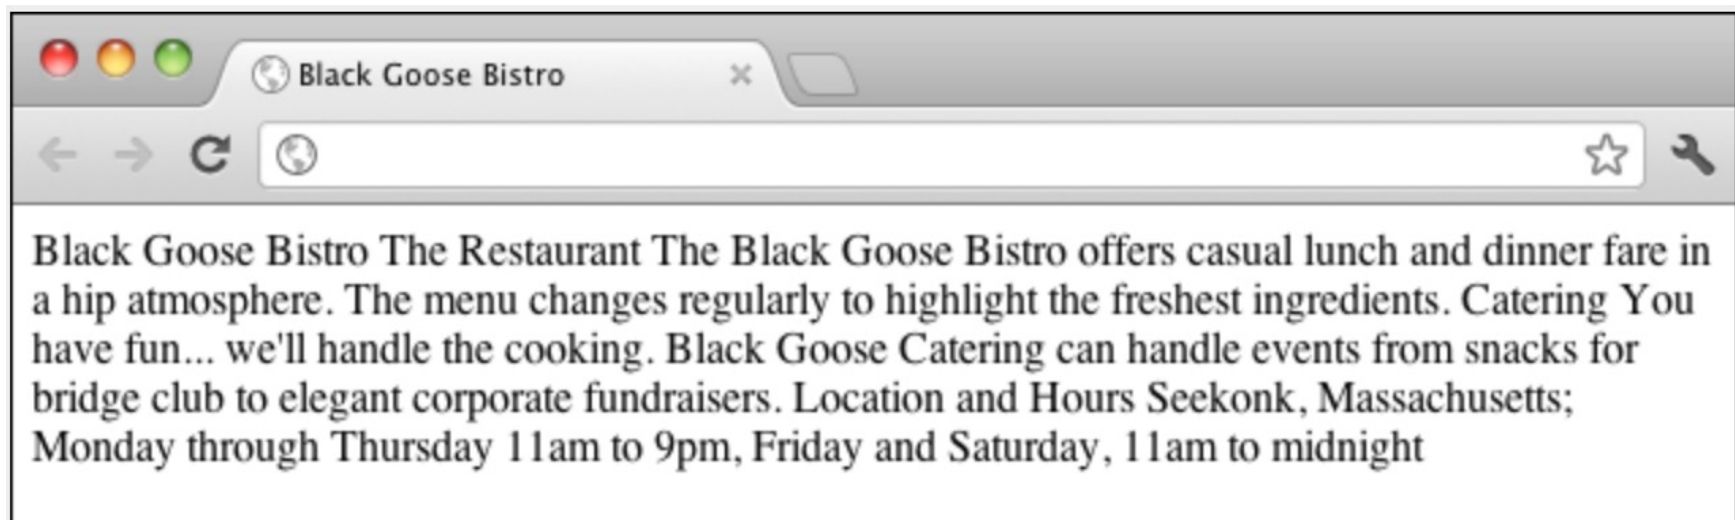 Black Goose Bistro
Black Goose Bistro The Restaurant The Black Goose Bistro offers casual lunch and dinner fare in
a hip atmosphere. The menu changes regularly to highlight the freshest ingredients. Catering You
have fun... we'll handle the cooking. Black Goose Catering can handle events from snacks for
bridge club to elegant corporate fundraisers. Location and Hours Seekonk, Massachusetts;
Monday through Thursday 11am to 9pm, Friday and Saturday, 11am to midnight